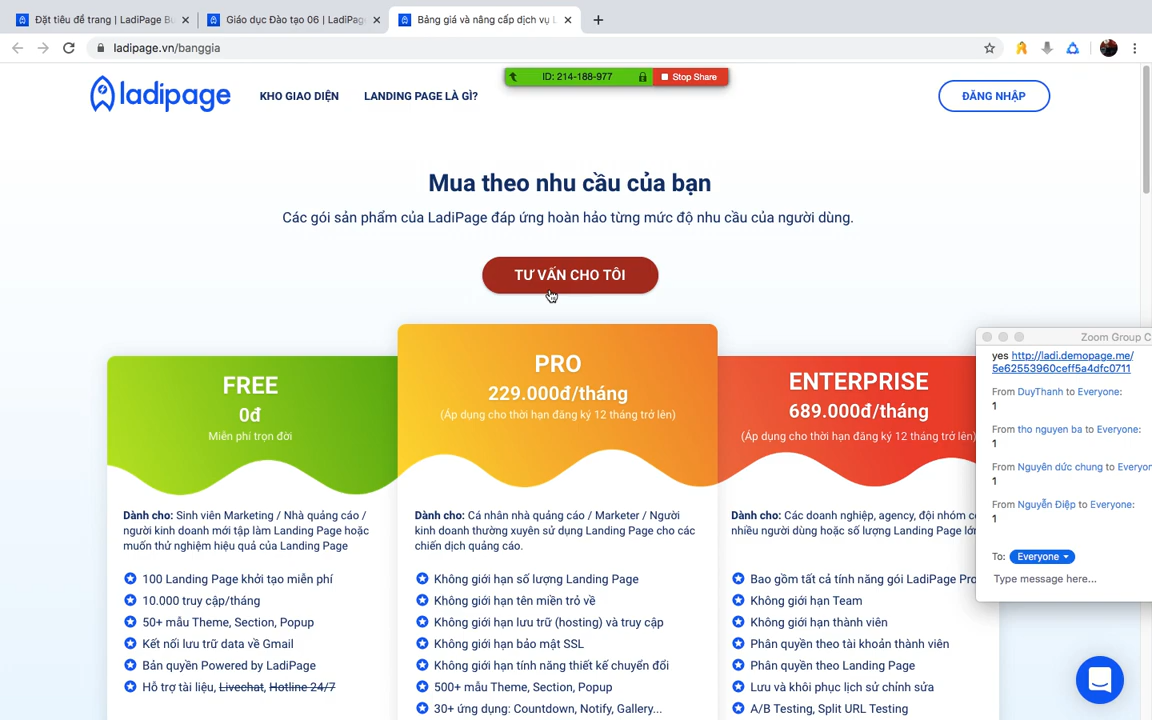 Đặt tiêu đề trang | LadiPage Bu
Giáo dục Đào tạo 06 | LadiPage
Bảng giá và nâng cấp dịch vụ L
ladipage.vn/banggia
ID: 214-188-977
Stop Share
ladipage
KHO GIAO DIỆN
LANDING PAGE LÀ GÌ?
ĐĂNG NHẬP
Mua theo nhu cầu của bạn
Các gói sản phẩm của LadiPage đáp ứng hoàn hảo từng mức độ nhu cầu của người dùng.
TƯ VẤN CHO TÔI
FREE
0đ
Miễn phí trọn đời
Dành cho: Sinh viên Marketing / Nhà quảng cáo /
người kinh doanh mới tập làm Landing Page hoặc
muốn thử nghiệm hiệu quả của Landing Page
100 Landing Page khởi tạo miễn phí
10.000 truy cập/tháng
50+ mẫu Theme, Section, Popup
Kết nối lưu trữ data về Gmail
Bản quyền Powered by LadiPage
Hỗ trợ tài liệu, Livechat, Hotline 24/7
PRO
229.000đ/tháng
(Áp dụng cho thời hạn đăng ký 12 tháng trở lên)
Dành cho: Cá nhân nhà quảng cáo / Marketer / Người
kinh doanh thường xuyên sử dụng Landing Page cho các
chiến dịch quảng cáo.
Không giới hạn số lượng Landing Page
Không giới hạn tên miền trỏ về
Không giới hạn lưu trữ (hosting) và truy cập
Không giới hạn bảo mật SSL
Không giới hạn tính năng thiết kế chuyển đổi
500+ mẫu Theme, Section, Popup
30+ ứng dụng: Countdown, Notify, Gallery...
ENTERPRISE
689.000đ/tháng
(Áp dụng cho thời hạn đăng ký 12 tháng trở lên)
Dành cho: Các doanh nghiệp, agency, đội nhóm
nhiều người dùng hoặc số lượng Landing Page
Bao gồm tất cả tính năng gói LadiPage Pro
Không giới hạn Team
Không giới hạn thành viên
Phân quyền theo tài khoản thành viên
Phân quyền theo Landing Page
Lưu và khôi phục lịch sử chỉnh sửa
A/B Testing, Split URL Testing
Zoom Group C
yes http://ladi.demopage.me/
5e62553960ceff5a4dfc0711
From DuyThanh to Everyone:
1
From tho nguyen ba to Everyone:
1
From Nguyên dức chung to Everyon
1
From Nguyễn Điệp to Everyone:
1
To: Everyone
Type message here...